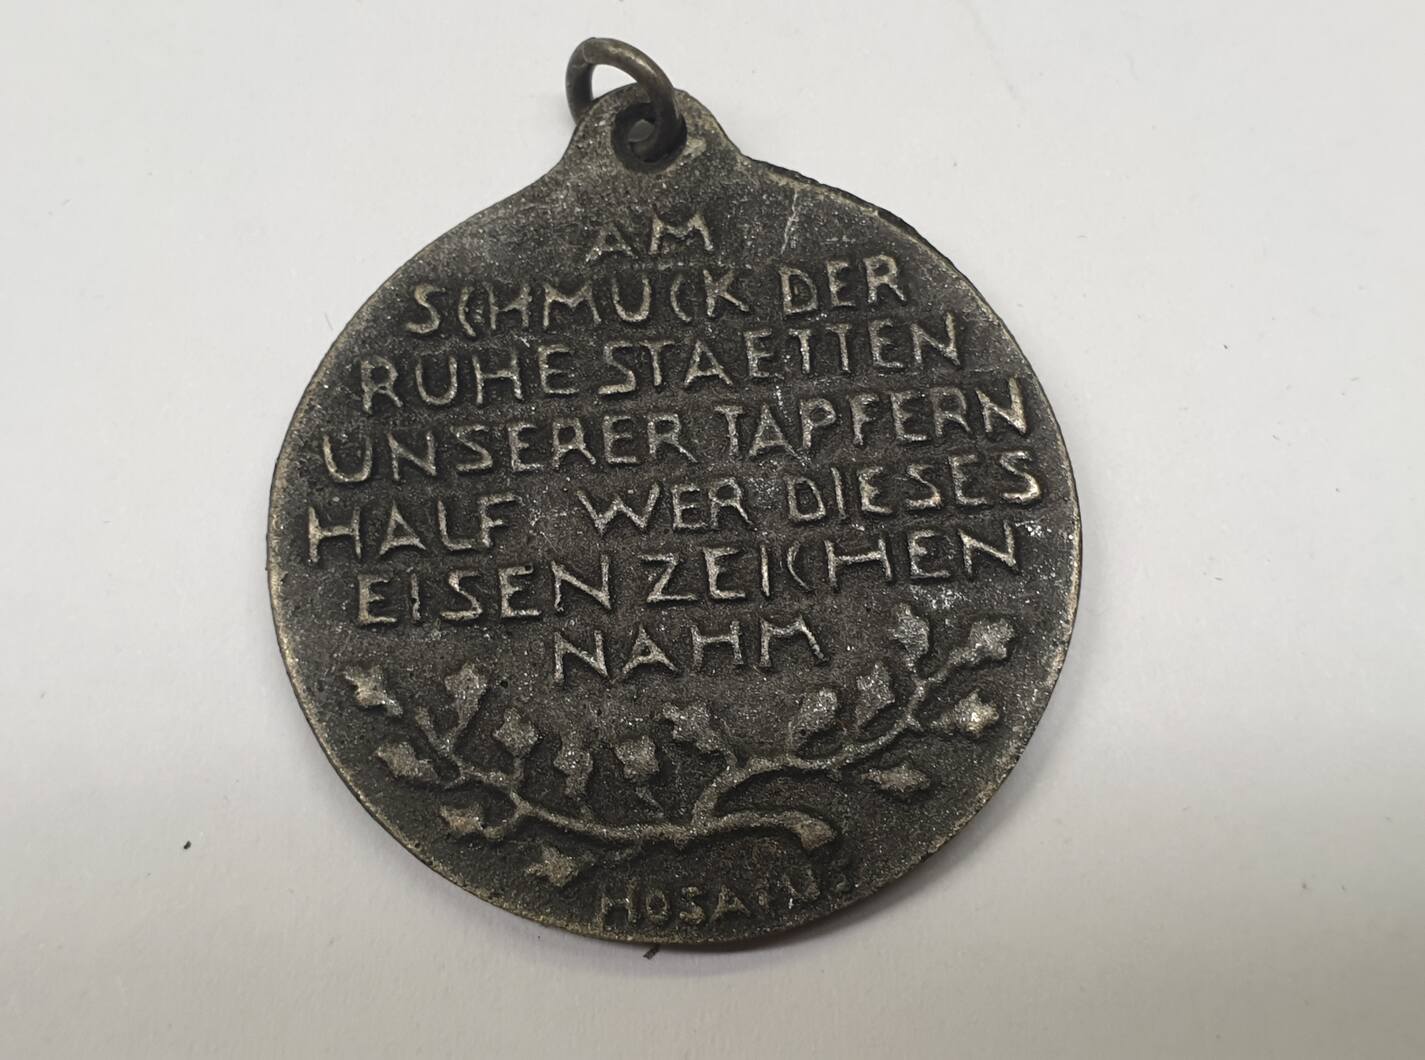 AM
SCHMUCK DER
RUHE STAETTEN
UNSERER TAPFERN
HALF WER DIESES
EISEN ZEICHEN
NAHM